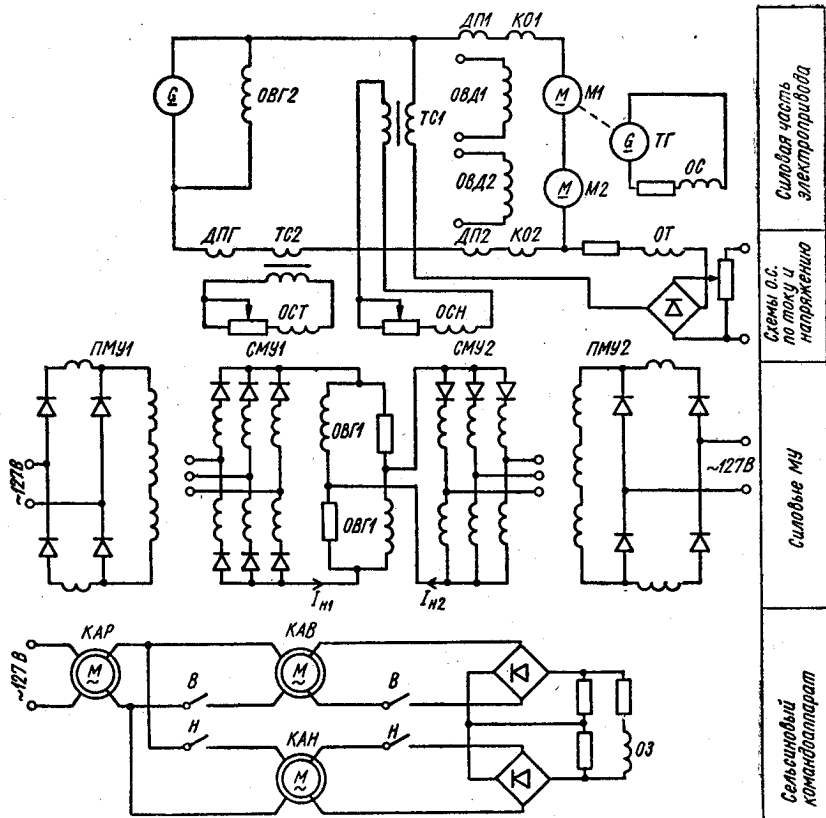 ДП1
КО1
G
ОВГ2
ОВД1
М
М1
ТС1
G
ТГ
ОС
ОВД2
М
М2
ДПГ
ТС2
ДП2
КО2
ОТ
ОСТ
ОСН
Силовая часть
электропривода
Схемы О.С.
по току и
напряжению
ПМУ1
СМУ1
СМУ2
ПМУ2
ОВГ1
~127В
~127В
ОВГ1
Iн1
Iн2
Силовые МУ
КАР
КАВ
~127 В
М
~
В
М
~
В
Н
КАН
Н
М
~
ОЗ
Сельсиновый
командоаппарат